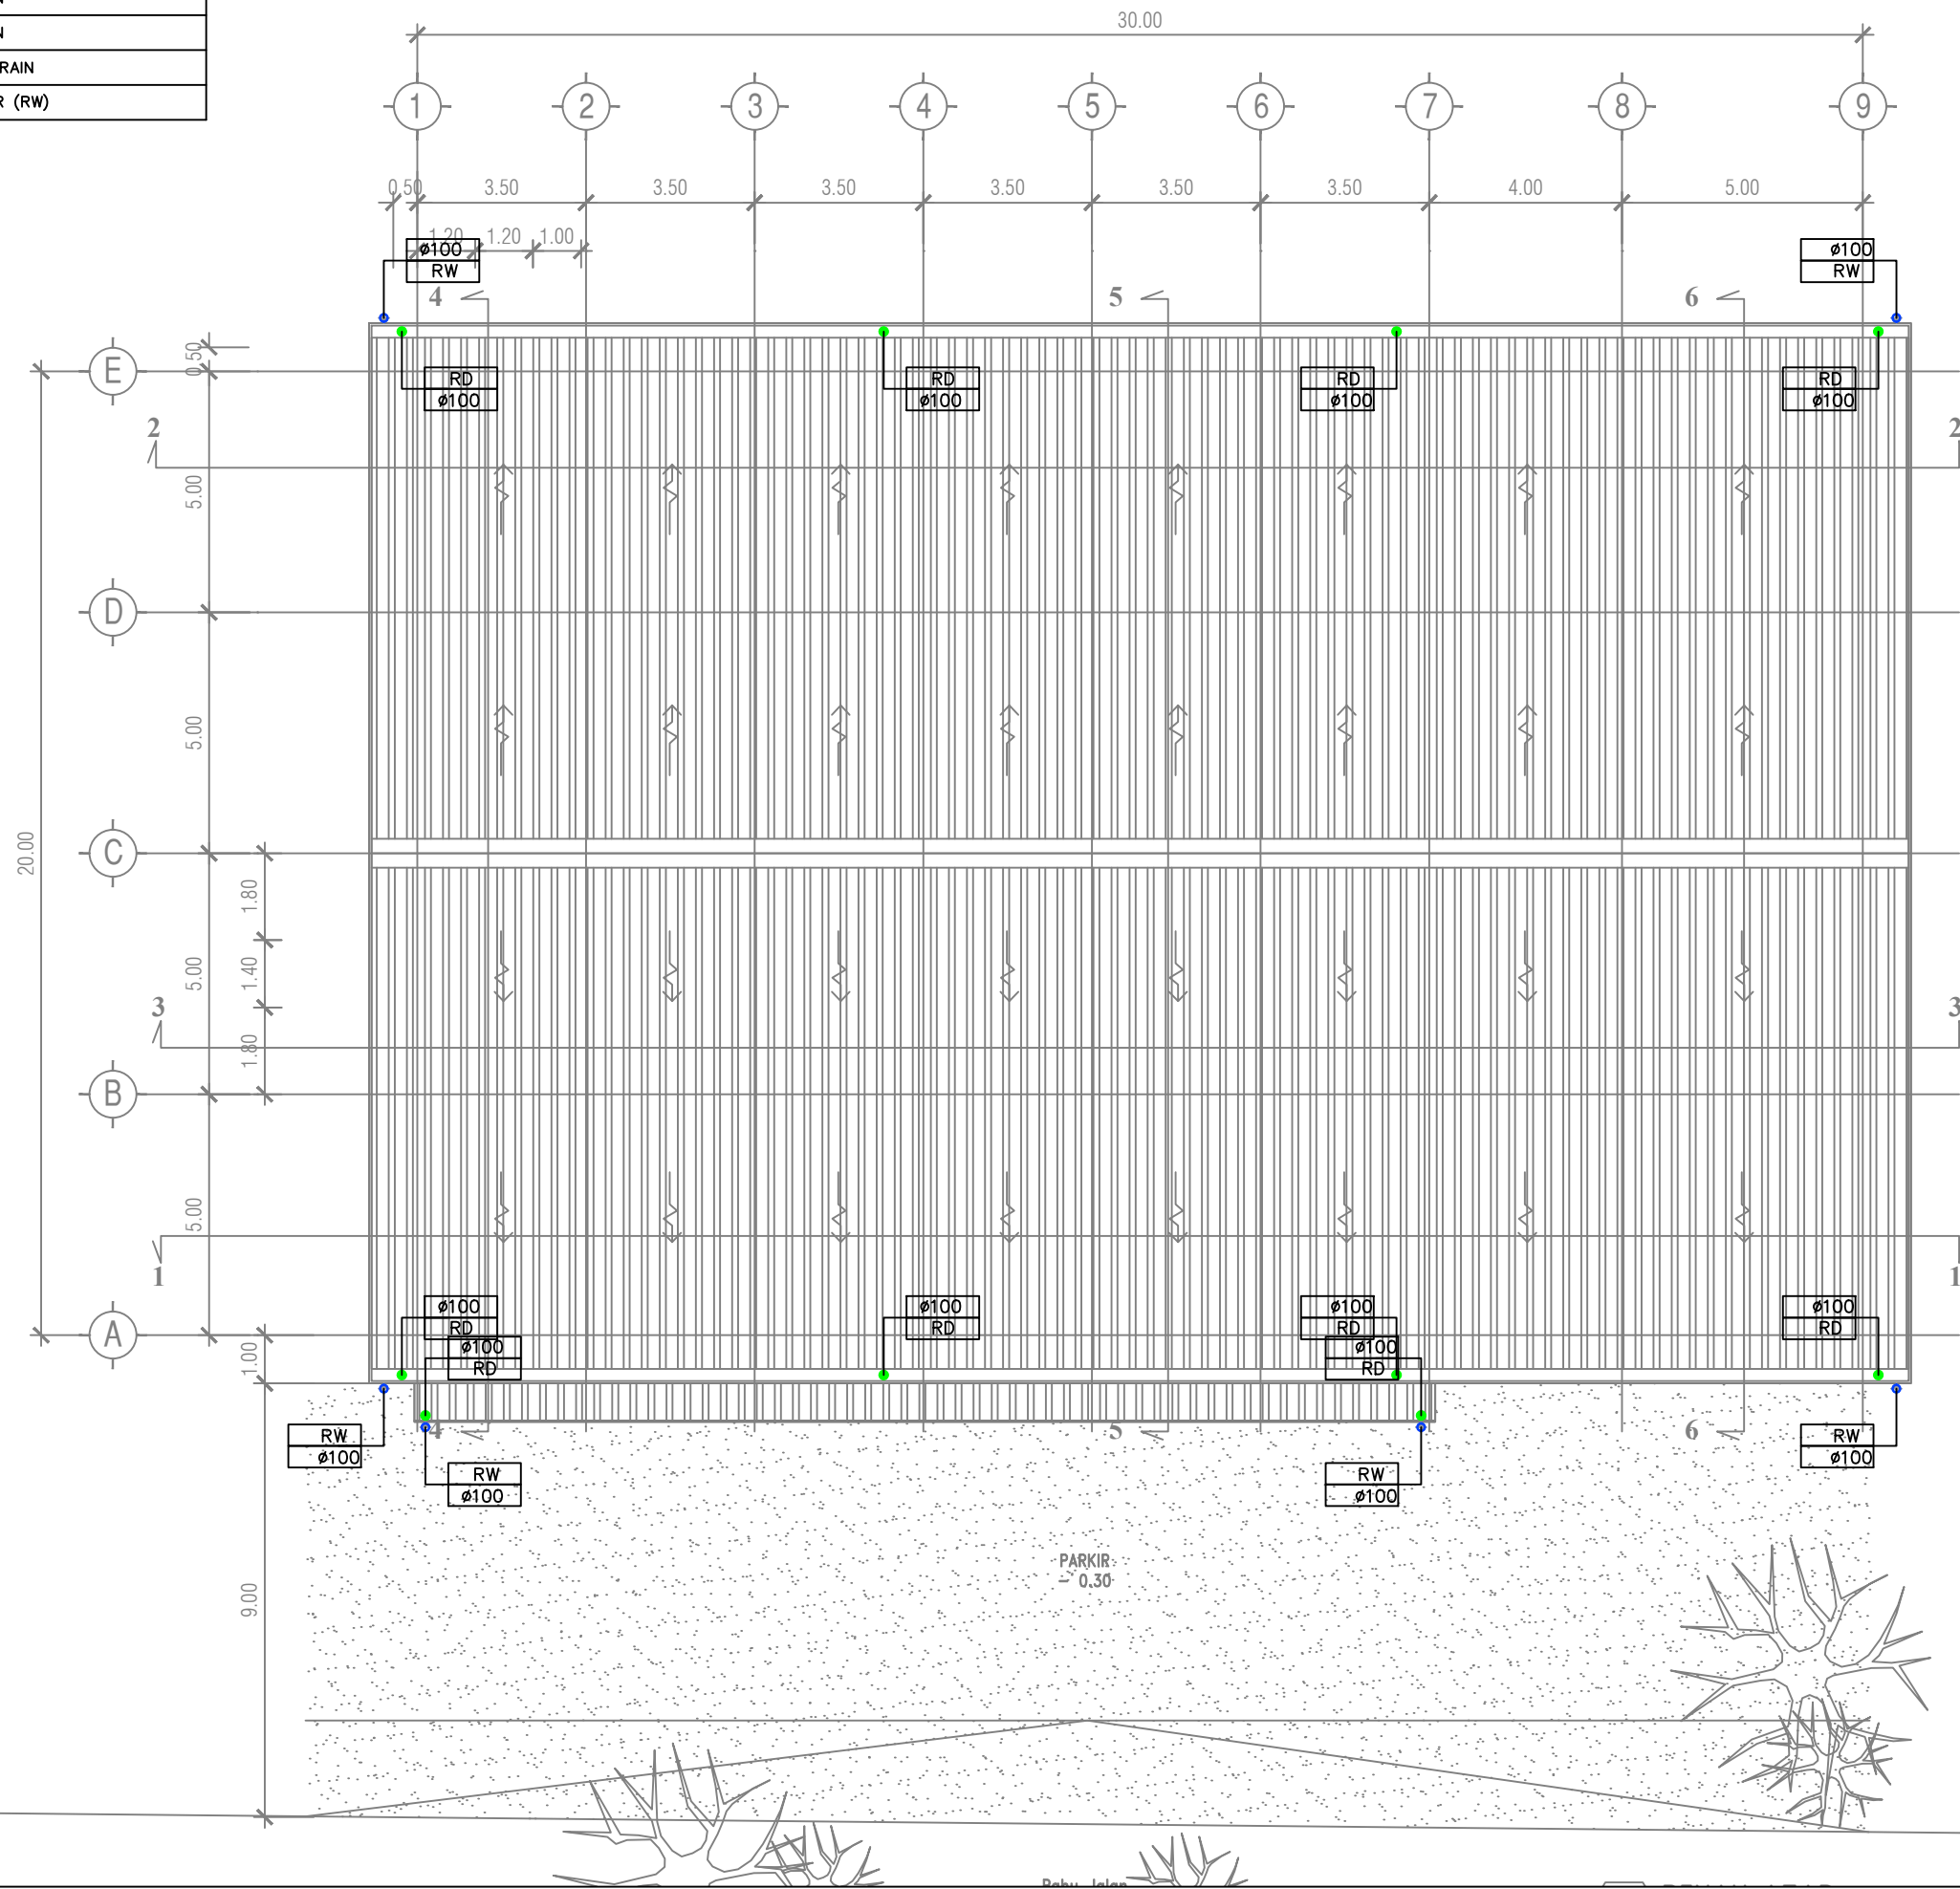 RAIN
(RW)
30.00
1 2 3 4 5 6 7 8 9
0.50 3.50 3.50 3.50 3.50 3.50 3.50 4.00 5.00
1.20 1.20 1.00
ø100
RW
ø100
RW
4 5 6
E
0.50
RD
ø100
RD
ø100
RD
ø100
RD
ø100
2 2
5.00
D
5.00
20.00
C
1.80
5.00
1.40
3 3
1.80
B
5.00
1 1
A
1.00
ø100
RD
ø100
RD
ø100
RD
ø100
RD
ø100
RD
ø100
RD
4 5 6
RW
ø100
RW
ø100
RW
ø100
RW
ø100
PARKIR
- 0.30
9.00